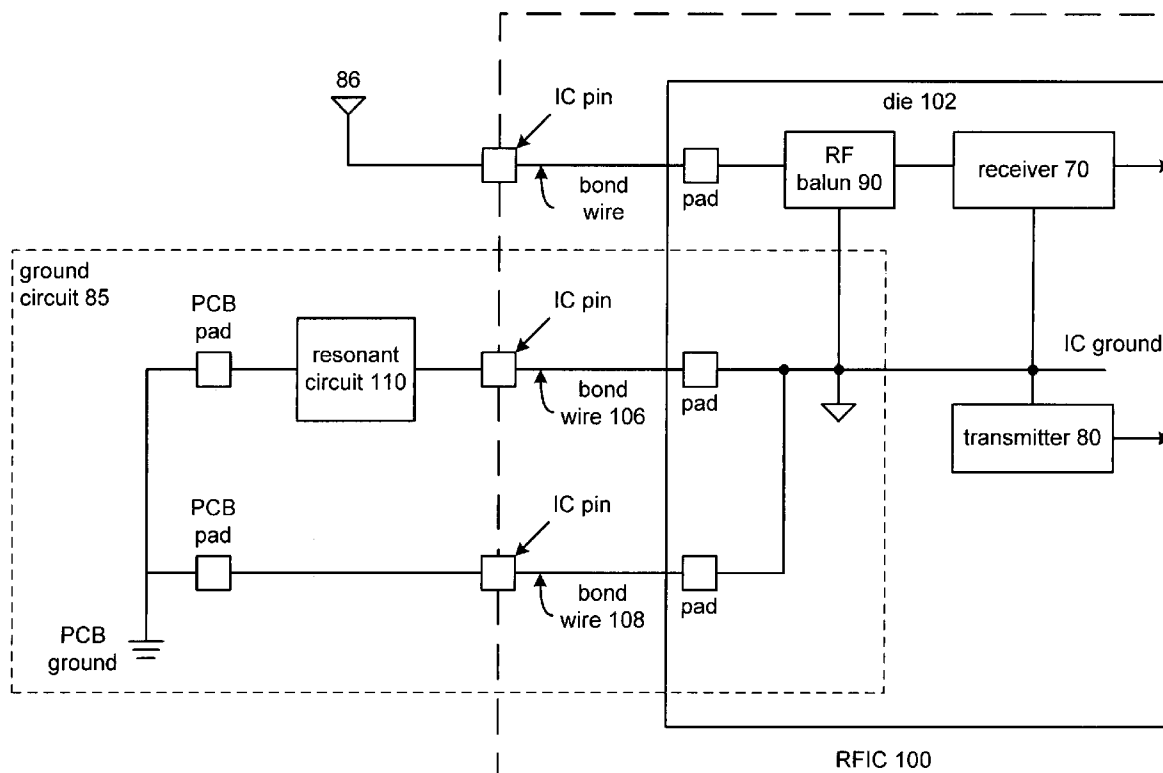 86
IC pin
die 102
RF
balun 90
receiver 70
bond
wire
pad
ground
circuit 85
PCB
pad
IC pin
resonant
circuit 110
IC ground
bond
wire 106
pad
transmitter 80
PCB
pad
IC pin
bond
wire 108
pad
PCB
ground
RFIC 100